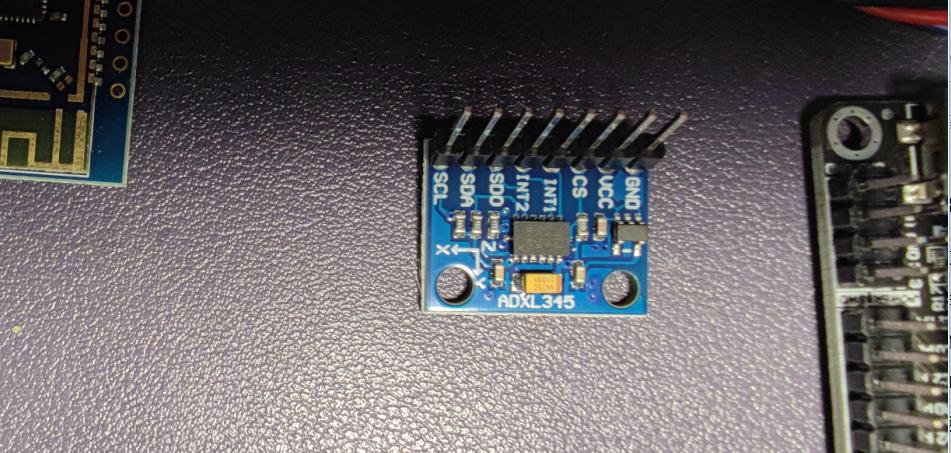 SCL
SDA
SDO
INT2
INT1
CS
VCC
GND
X
Y
Z
ADXL345